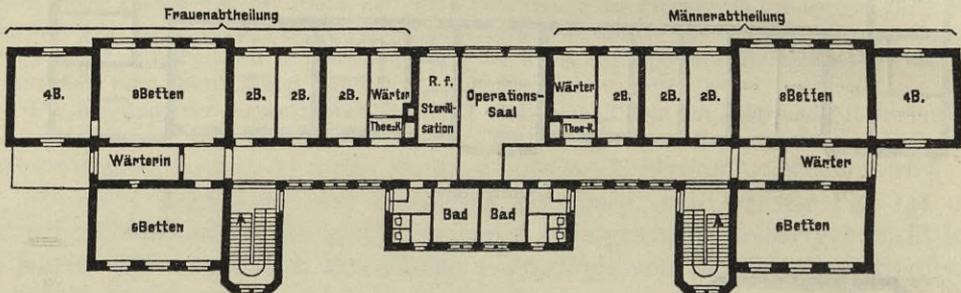 Frauenabtheilung
Männerabtheilung
4B.
8Betten
2B.
2B.
2B.
Wärter
Thee-K.
R. f.
Sterili-
sation
Operations-
Saal
Wärter
Thee-K.
2B.
2B.
2B.
8Betten
4B.
Wärterin
Wärter
6Betten
Bad
Bad
6Betten